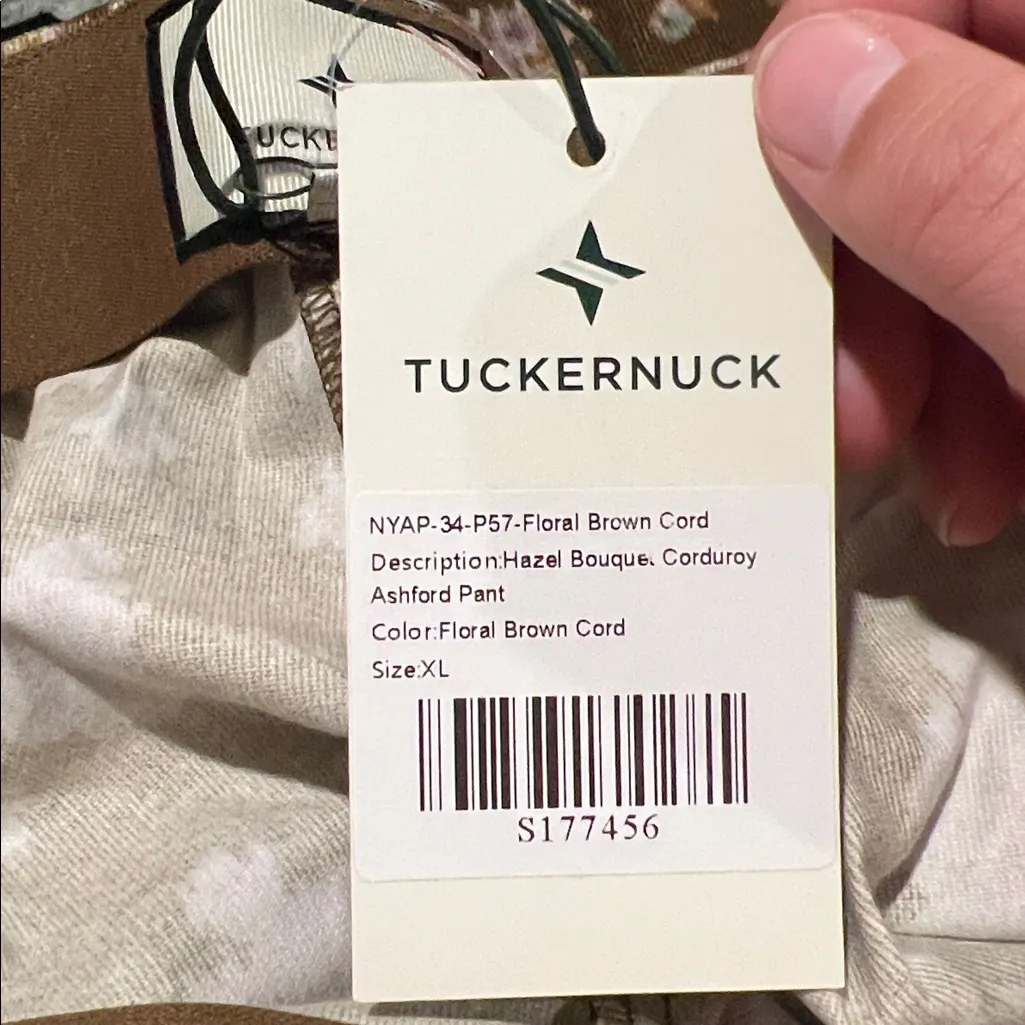 TUCKERNUCK
NYAP-34-P57-Floral Brown Cord
Description:Hazel Bouquet Corduroy
Ashford Pant
Color:Floral Brown Cord
Size:XL
S177456